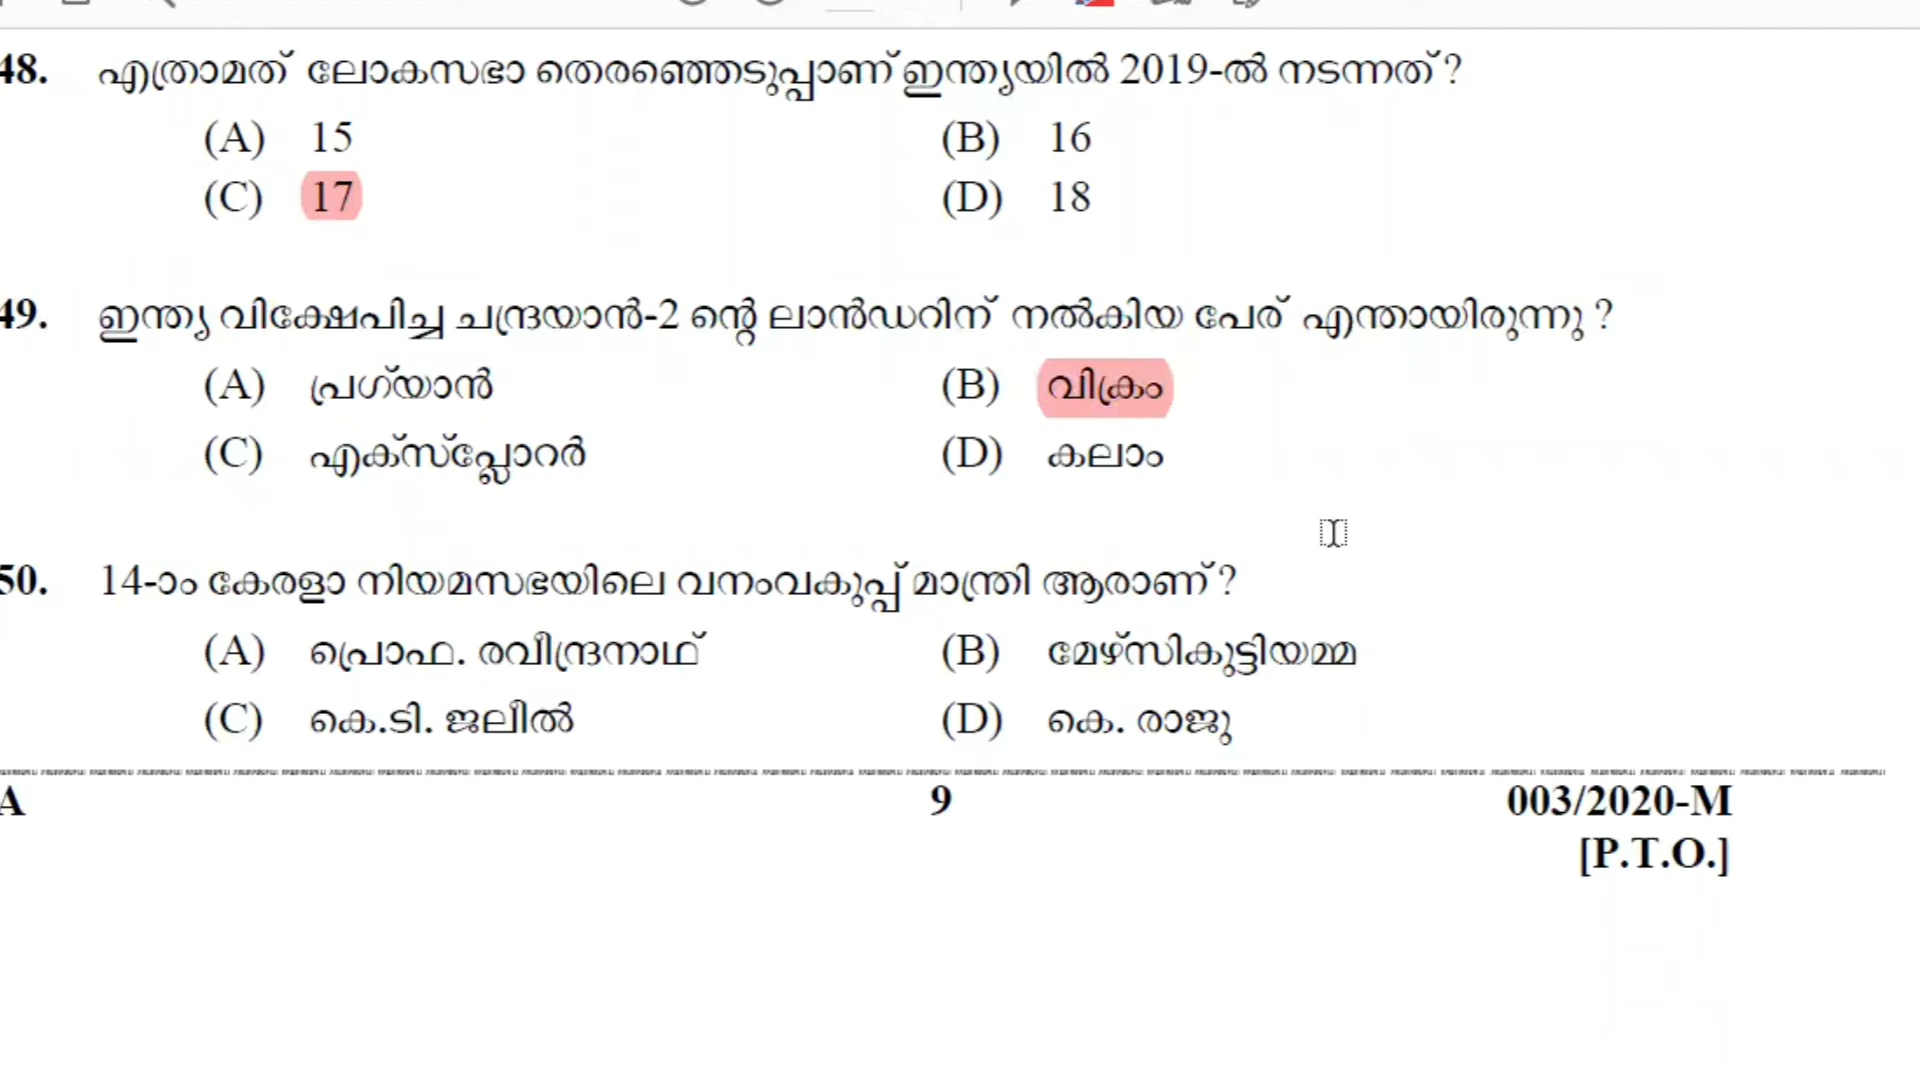 48. എത്രാമത് ലോകസഭാ തെരഞ്ഞെടുപ്പാണ് ഇന്ത്യയിൽ 2019-ൽ നടന്നത് ?
(A) 15 (B) 16
(C) 17 (D) 18
49. ഇന്ത്യ വിക്ഷേപിച്ച ചന്ദ്രയാൻ-2 ന്റെ ലാൻഡറിന് നൽകിയ പേര് എന്തായിരുന്നു ?
(A) പ്രഗ്‌യാൻ (B) വിക്രം
(C) എക്സ്പ്ലോറർ (D) കലാം
50. 14-ാം കേരളാ നിയമസഭയിലെ വനംവകുപ്പ് മാന്ത്രി ആരാണ് ?
(A) പ്രൊഫ. രവീന്ദ്രനാഥ് (B) മേഴ്സികുട്ടിയമ്മ
(C) കെ.ടി. ജലീൽ (D) കെ. രാജു
A 9 003/2020-M
[P.T.O.]